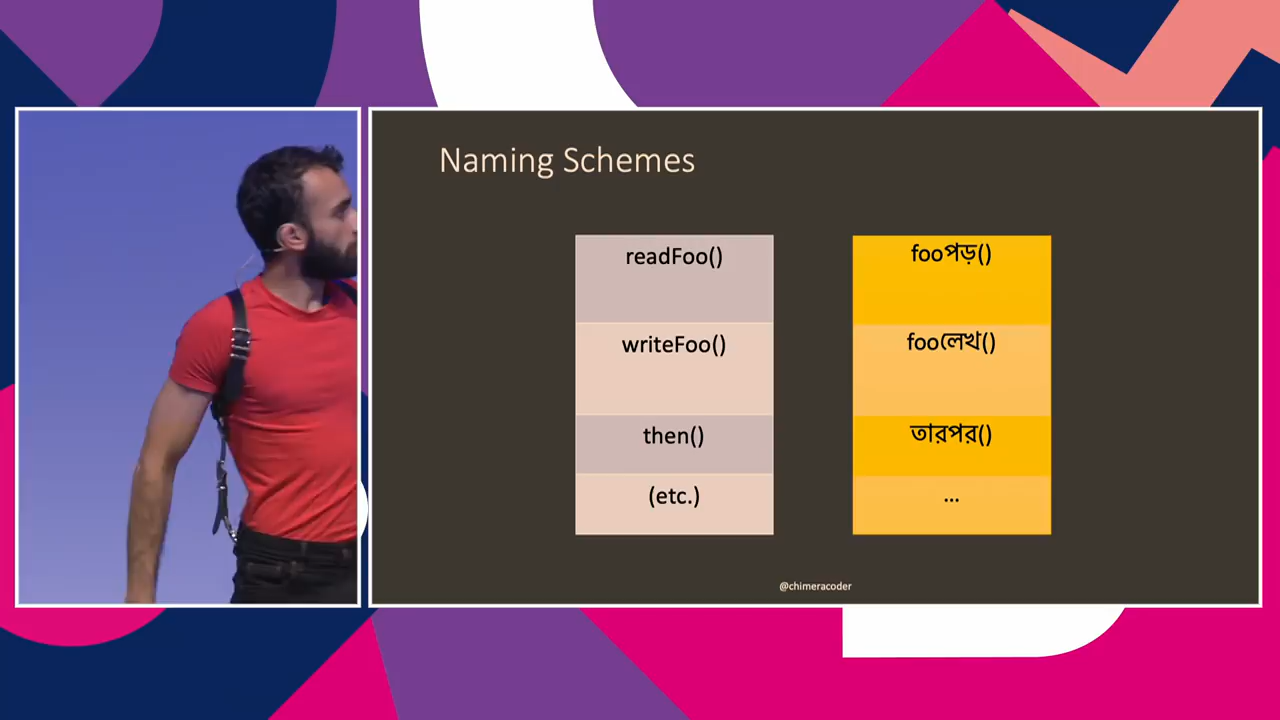 Naming Schemes
readFoo()
fooপড়()
writeFoo()
fooলেখ()
then()
তারপর()
(etc.)
...
@chimeracoder